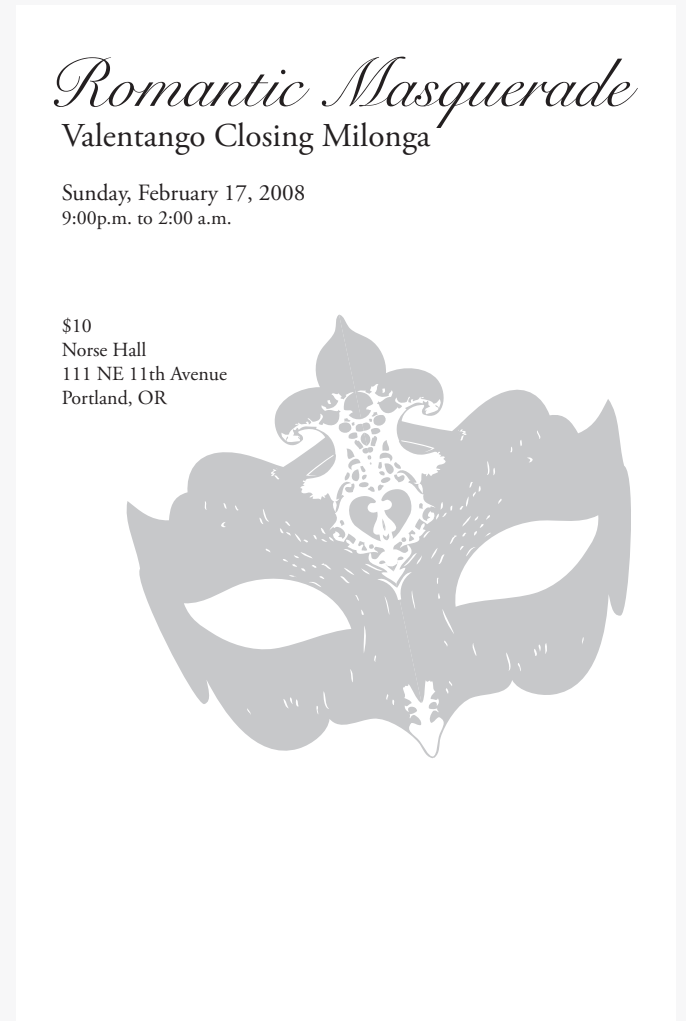 Romantic Masquerade
Valentango Closing Milonga
Sunday, February 17, 2008
9:00p.m. to 2:00 a.m.
$10
Norse Hall
111 NE 11th Avenue
Portland, OR